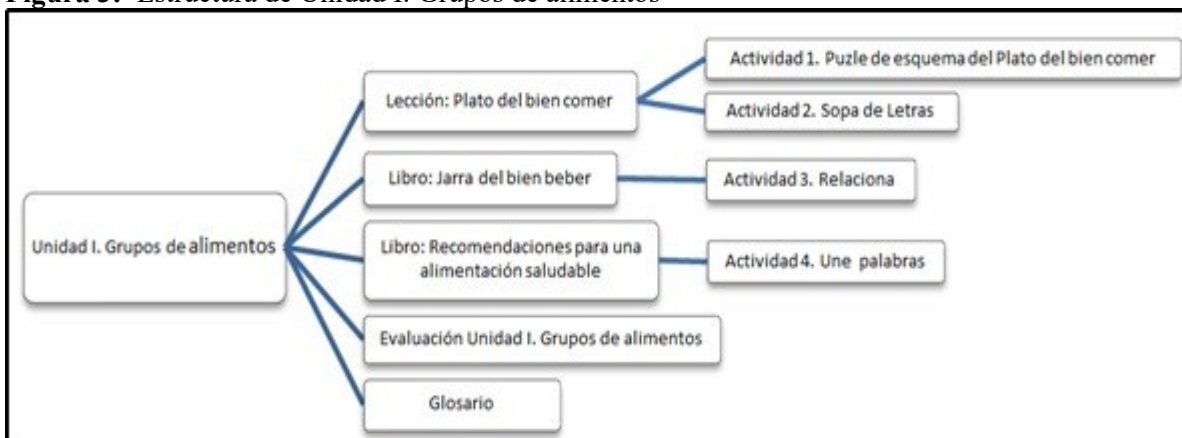 Figura 3. Estructura de Unidad I. Grupos de alimentos
Actividad 1. Puzle de esquema del Plato del bien comer
Lección: Plato del bien comer
Actividad 2. Sopa de Letras
Libro: Jarra del bien beber
Actividad 3. Relaciona
Unidad I. Grupos de alimentos
Libro: Recomendaciones para una
alimentación saludable
Actividad 4. Une palabras
Evaluación Unidad I. Grupos de alimentos
Glosario